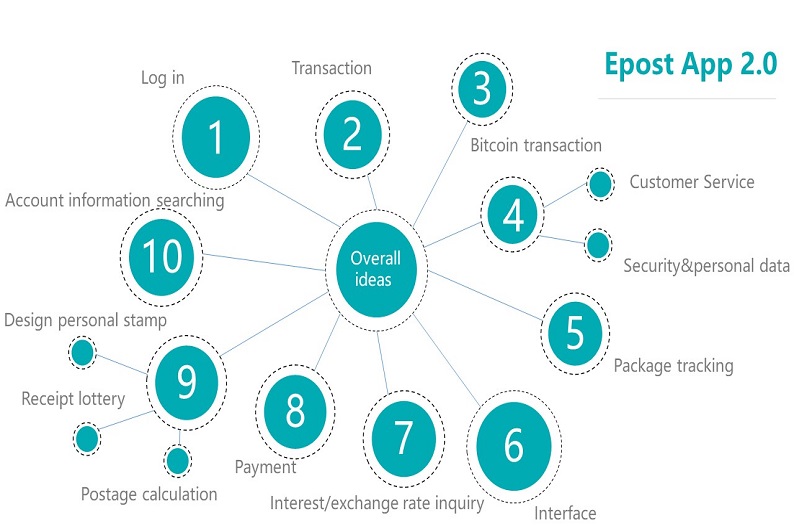 Epost App 2.0
Log in
1
Transaction
2
3
Bitcoin transaction
4
Customer Service
Security&personal data
Account information searching
10
Overall
ideas
5
Package tracking
Design personal stamp
9
Receipt lottery
Postage calculation
8
Payment
7
Interest/exchange rate inquiry
6
Interface